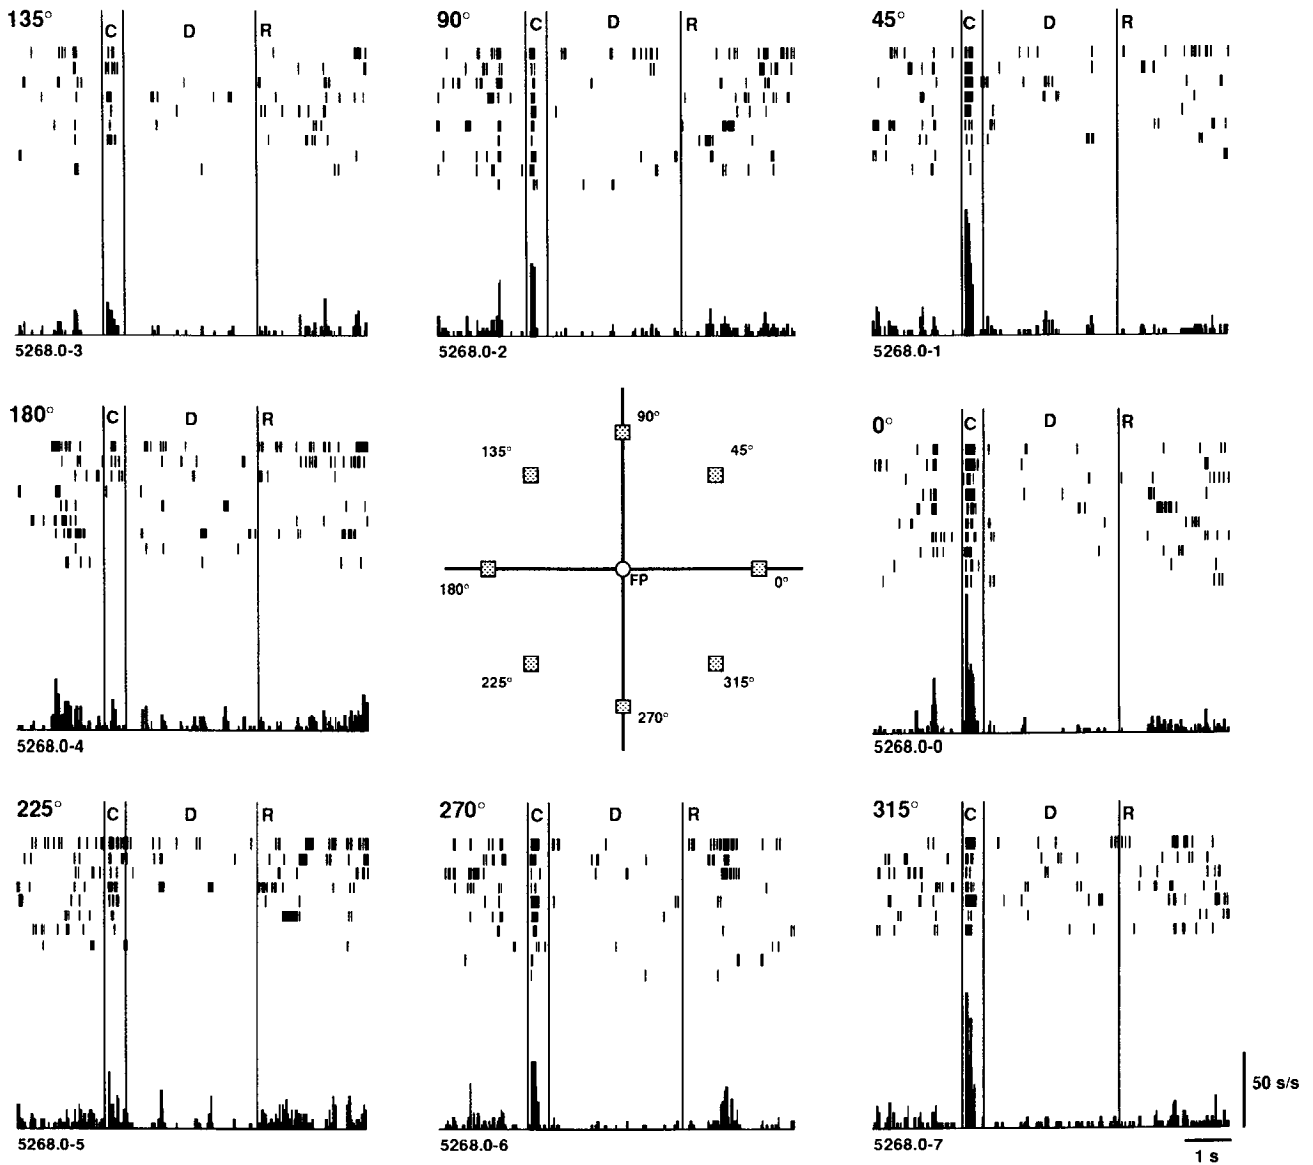 135° C D R
90° C D R
45° C D R
5268.0-3
5268.0-2
5268.0-1
180° C D R
90°
135°
45°
0° C D R
180°
FP
0°
225°
315°
270°
5268.0-4
5268.0-0
225° C D R
270° C D R
315° C D R
50 s/s
5268.0-5
5268.0-6
5268.0-7
1 s